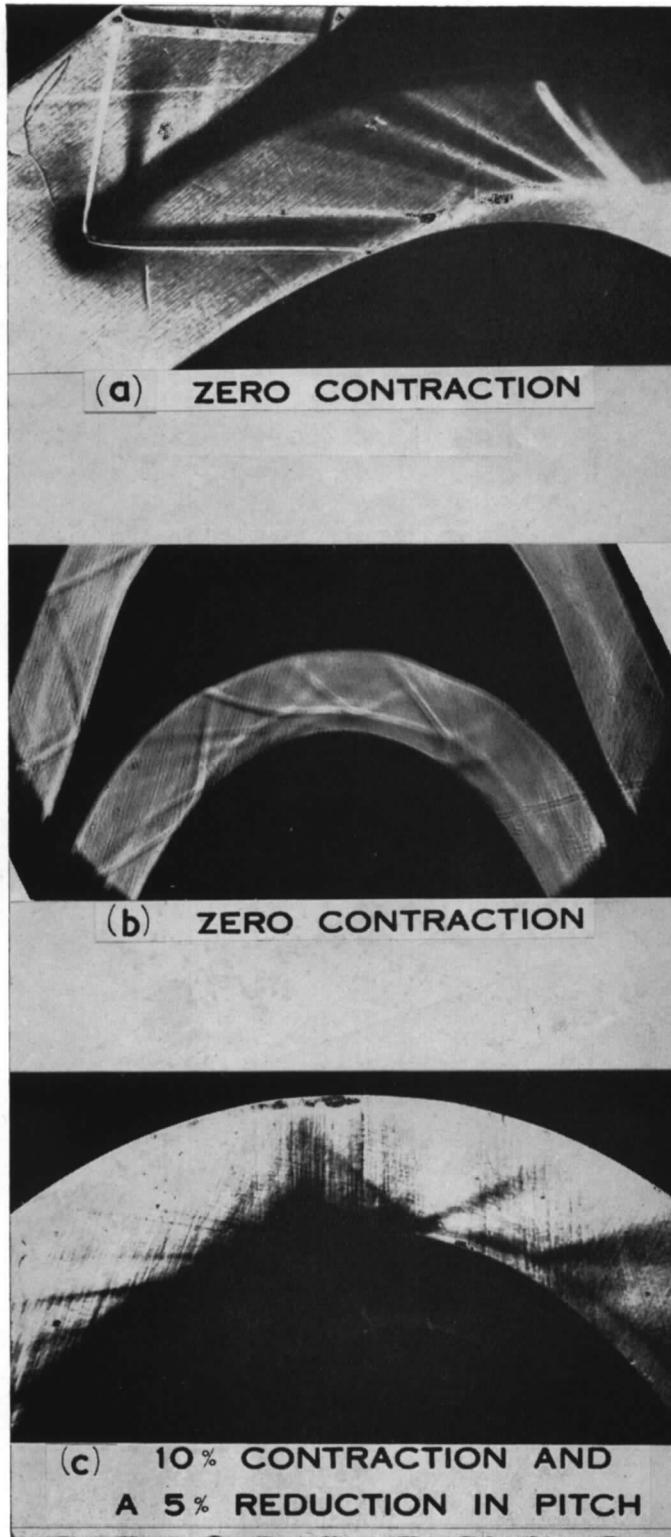 (a) ZERO CONTRACTION
(b) ZERO CONTRACTION
(c) 10% CONTRACTION AND
A 5% REDUCTION IN PITCH